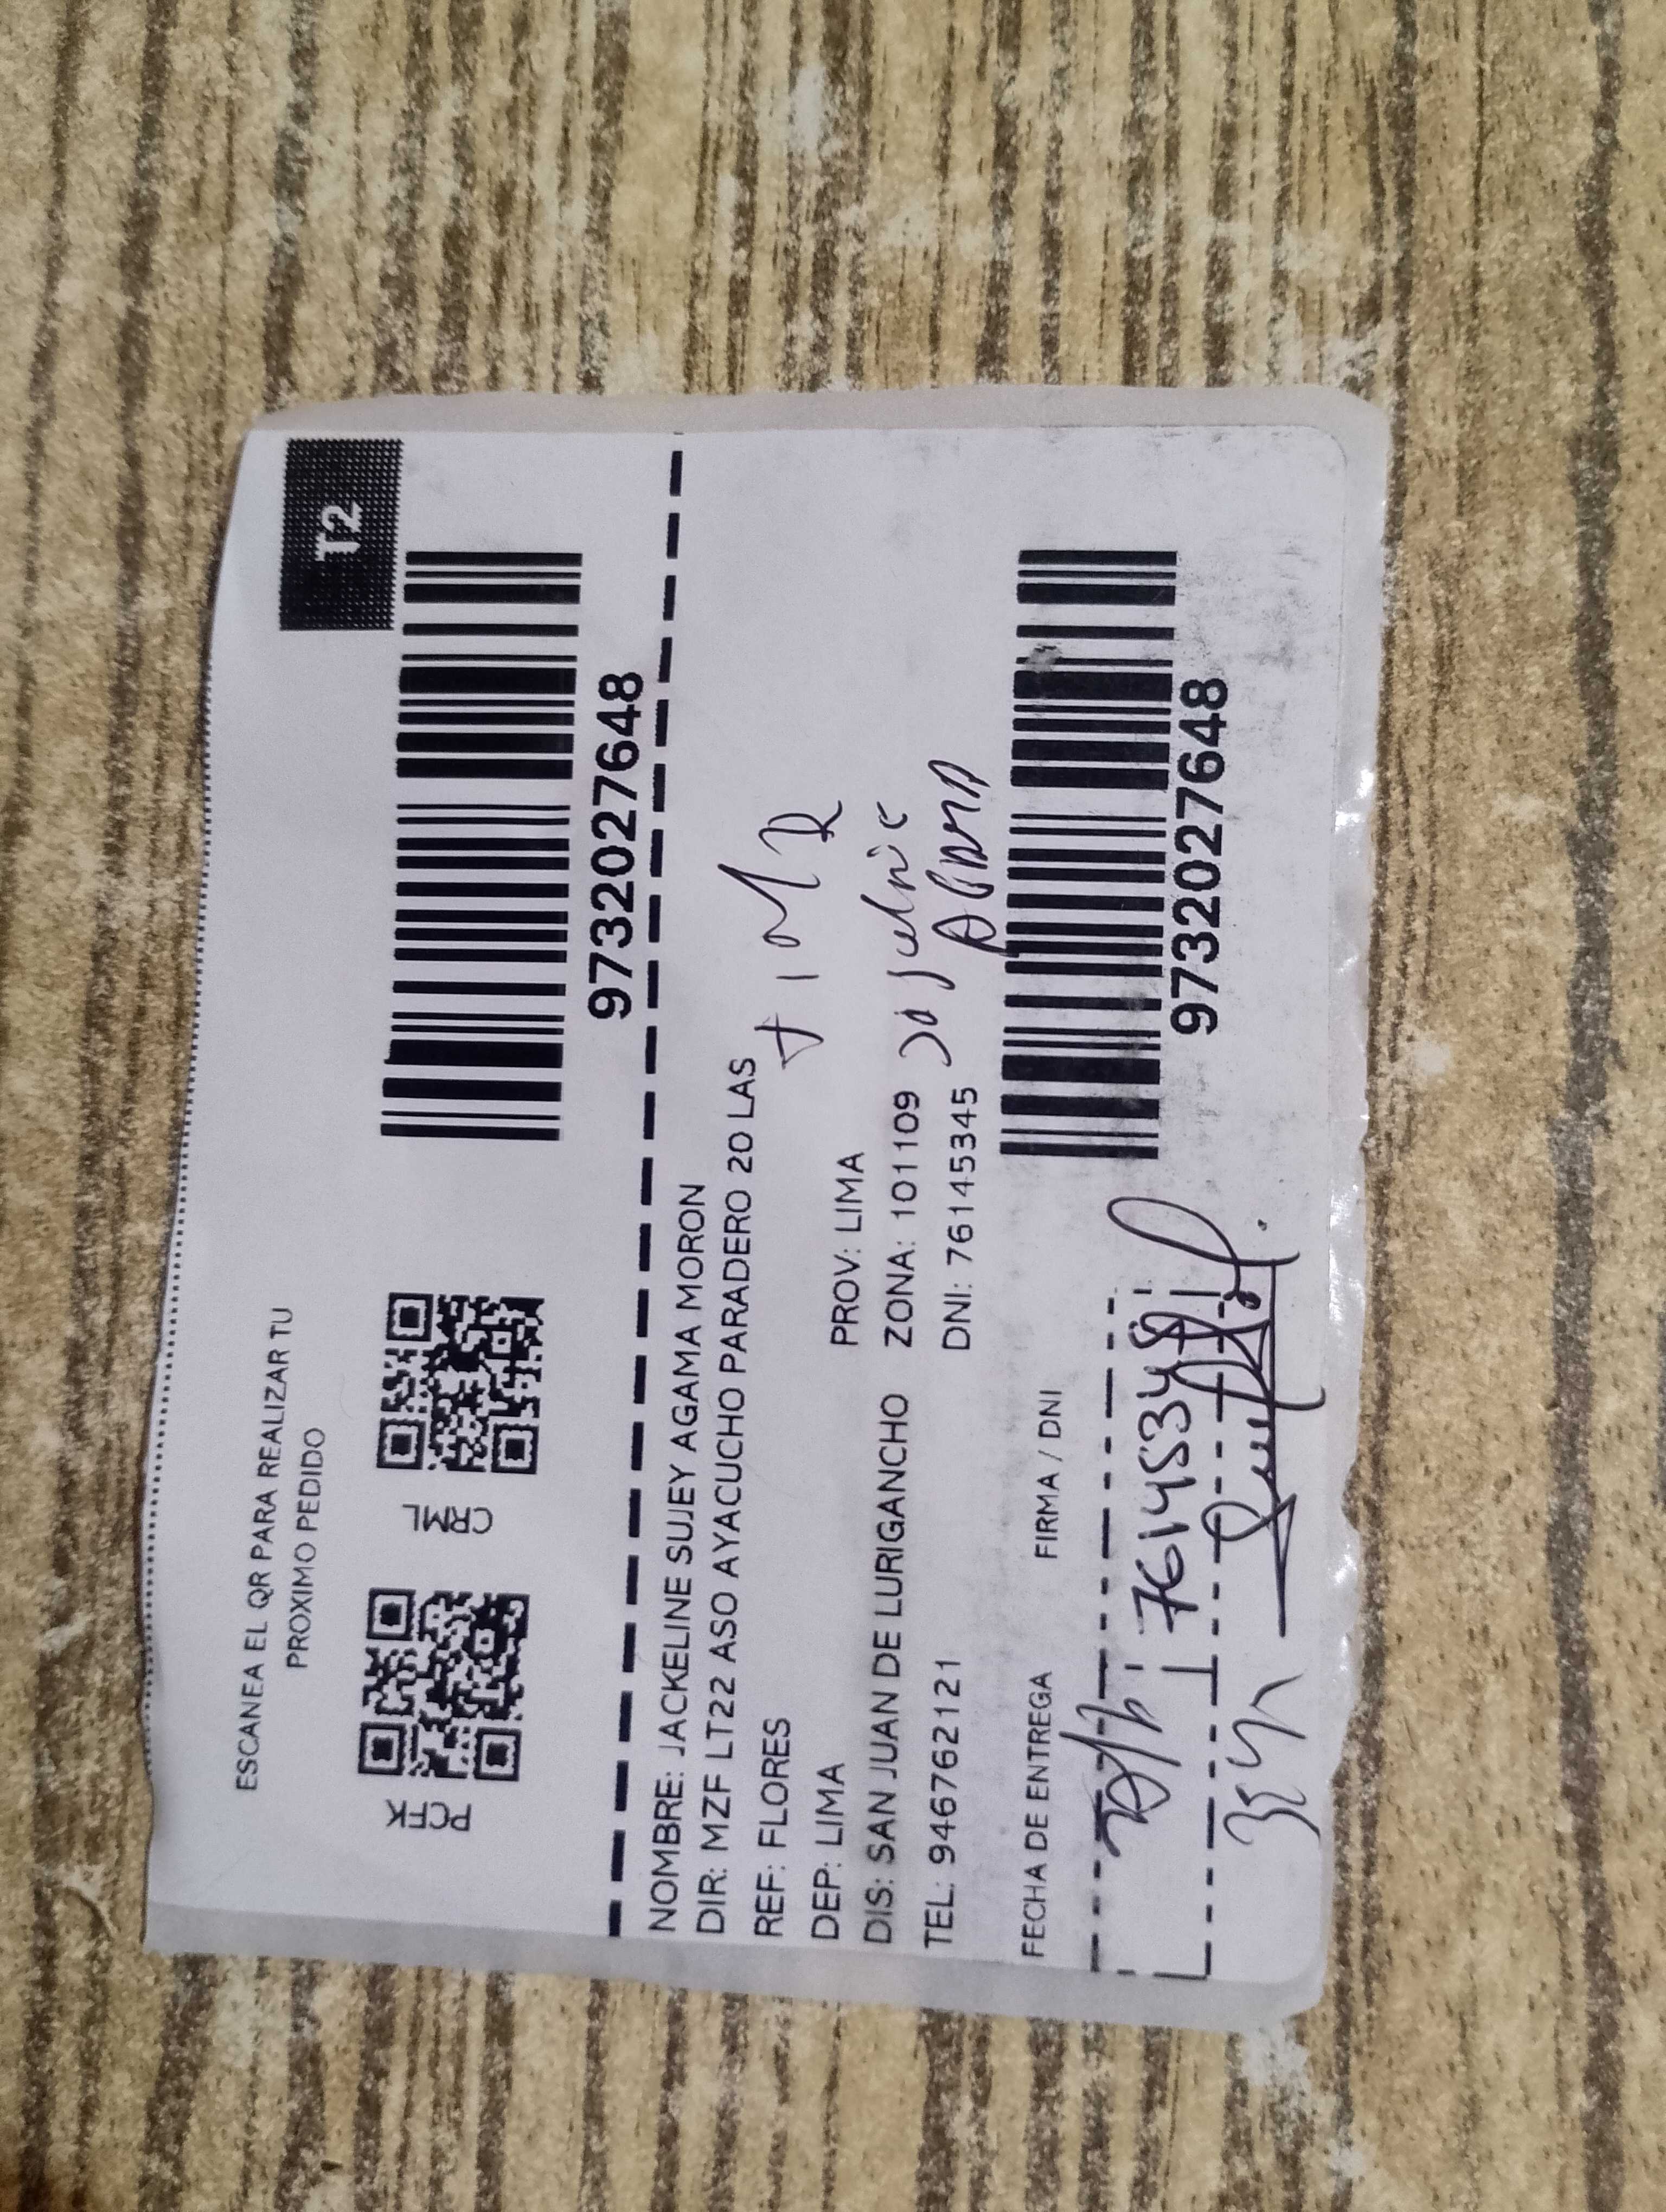 T2
ESCANEA EL QR PARA REALIZAR TU
PROXIMO PEDIDO
9732027648
NOMBRE: JACKELINE SUJEY AGAMA MORON
DIR: MZF LT22 ASO AYACUCHO PARADERO 20 LAS
REF: FLORES
DEP: LIMA PROV: LIMA
DIS: SAN JUAN DE LURIGANCHO ZONA: 101109
TEL: 946762121 DNI: 76145345
FECHA DE ENTREGA FIRMA / DNI
76145345
9732027648